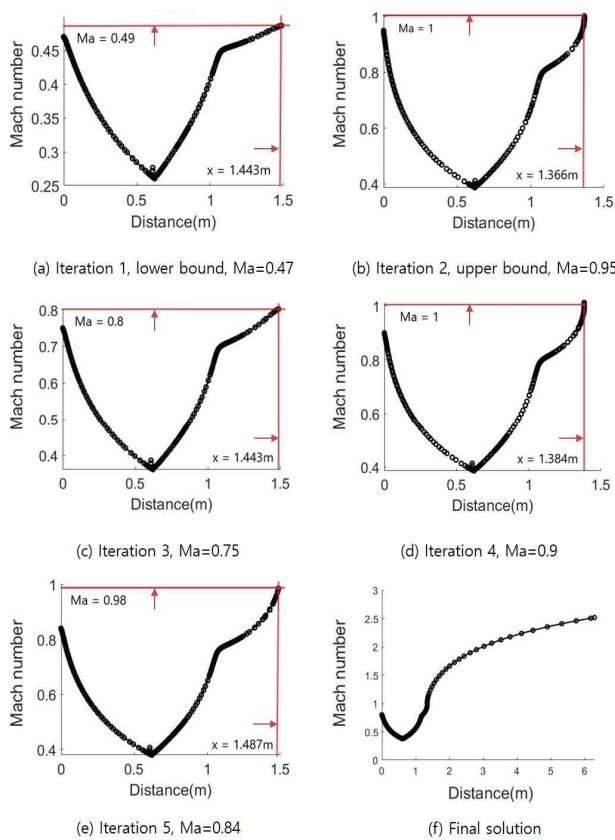 Ma = 0.49
Mach number
0.45
0.4
0.35
0.3
0.25
x = 1.443m
0
0.5
1
1.5
Distance(m)
(a) Iteration 1, lower bound, Ma=0.47
1
Ma = 1
Mach number
0.8
0.6
0.4
x = 1.366m
0
0.5
1
1.5
Distance(m)
(b) Iteration 2, upper bound, Ma=0.95
0.8
Ma = 0.8
Mach number
0.7
0.6
0.5
0.4
x = 1.443m
0
0.5
1
1.5
Distance(m)
(c) Iteration 3, Ma=0.75
1
Ma = 1
Mach number
0.8
0.6
0.4
x = 1.384m
0
0.5
1
1.5
Distance(m)
(d) Iteration 4, Ma=0.9
1
Ma = 0.98
Mach number
0.8
0.6
0.4
x = 1.487m
0
0.5
1
1.5
Distance(m)
(e) Iteration 5, Ma=0.84
3
2.5
Mach number
2
1.5
1
0.5
0
0
1
2
3
4
5
6
Distance(m)
(f) Final solution